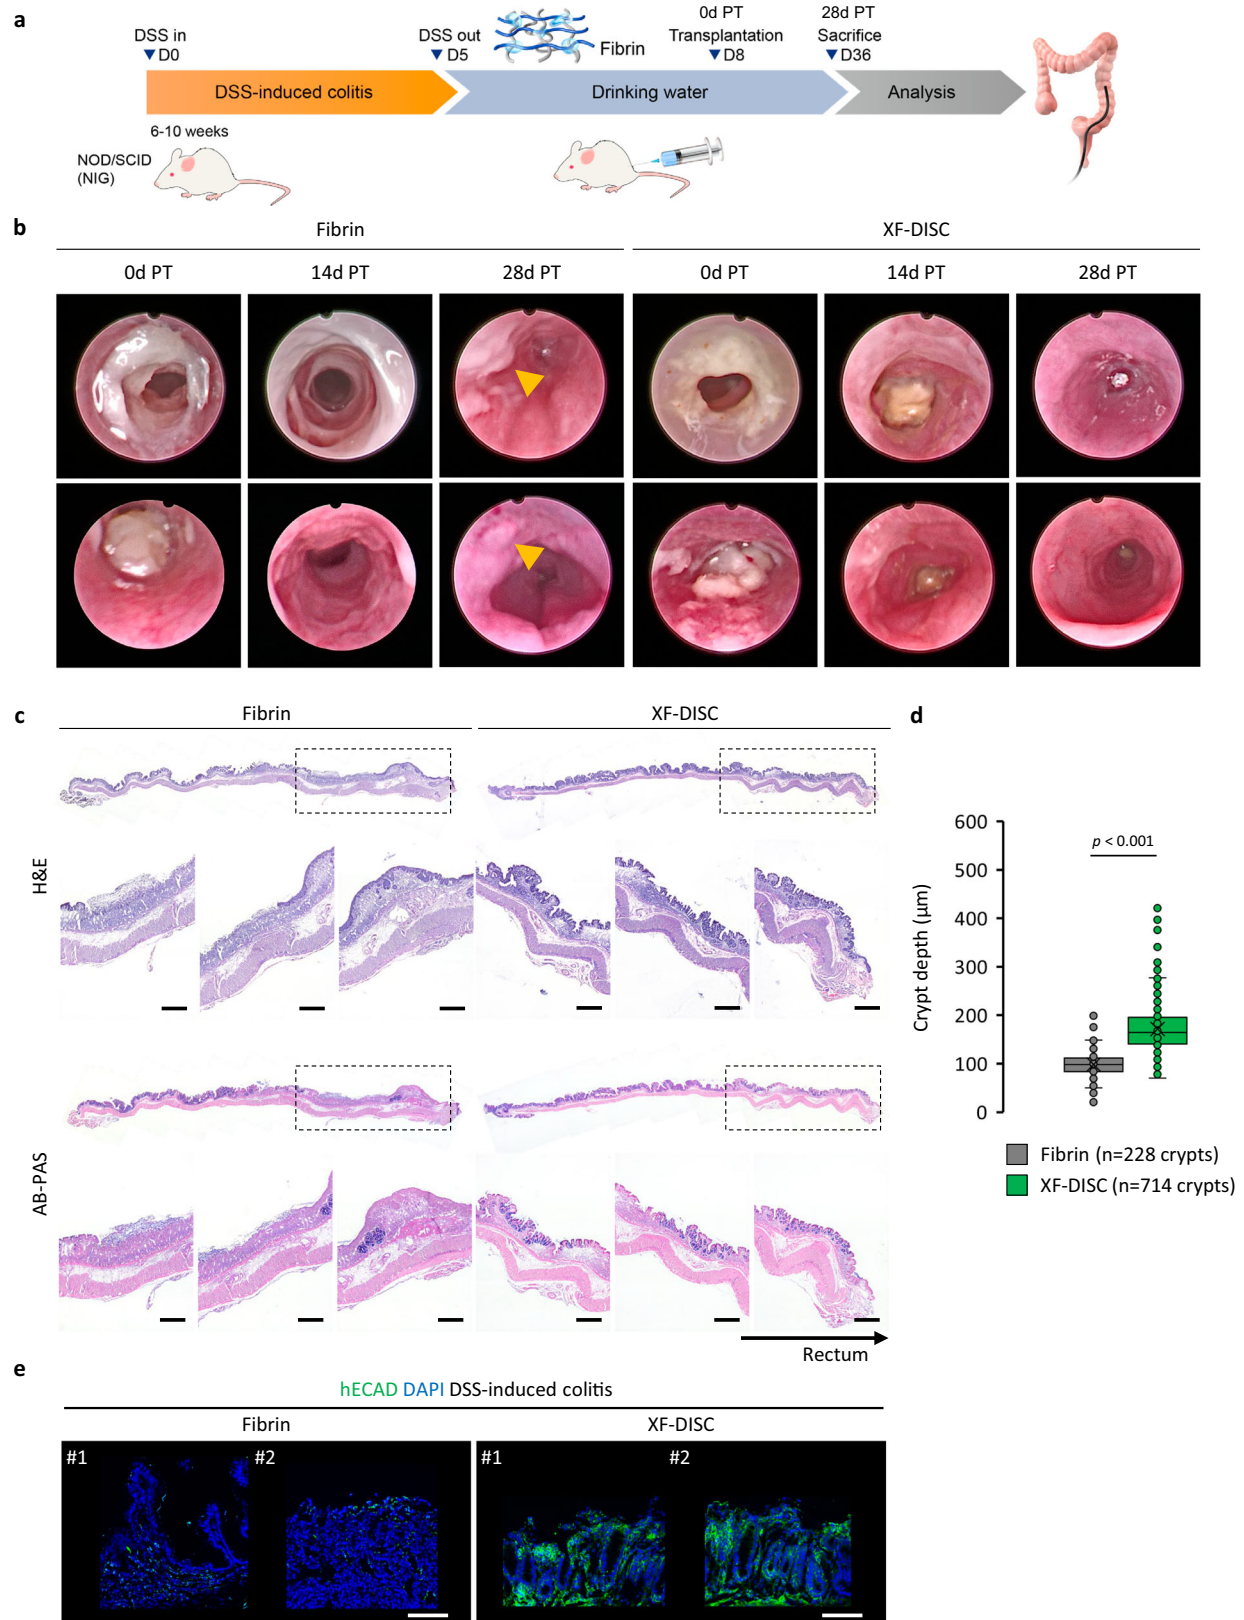 a
DSS in
D0
DSS out
D5
Fibrin
0d PT
Transplantation
D8
28d PT
Sacrifice
D36
DSS-induced colitis
Drinking water
Analysis
6-10 weeks
NOD/SCID
(NIG)
b
Fibrin
XF-DISC
0d PT
14d PT
28d PT
0d PT
14d PT
28d PT
c
Fibrin
XF-DISC
H&E
AB-PAS
Rectum
d
Crypt depth (μm)
600
500
400
300
200
100
0
p < 0.001
Fibrin (n=228 crypts)
XF-DISC (n=714 crypts)
e
hECAD DAPI DSS-induced colitis
Fibrin
XF-DISC
#1
#2
#1
#2